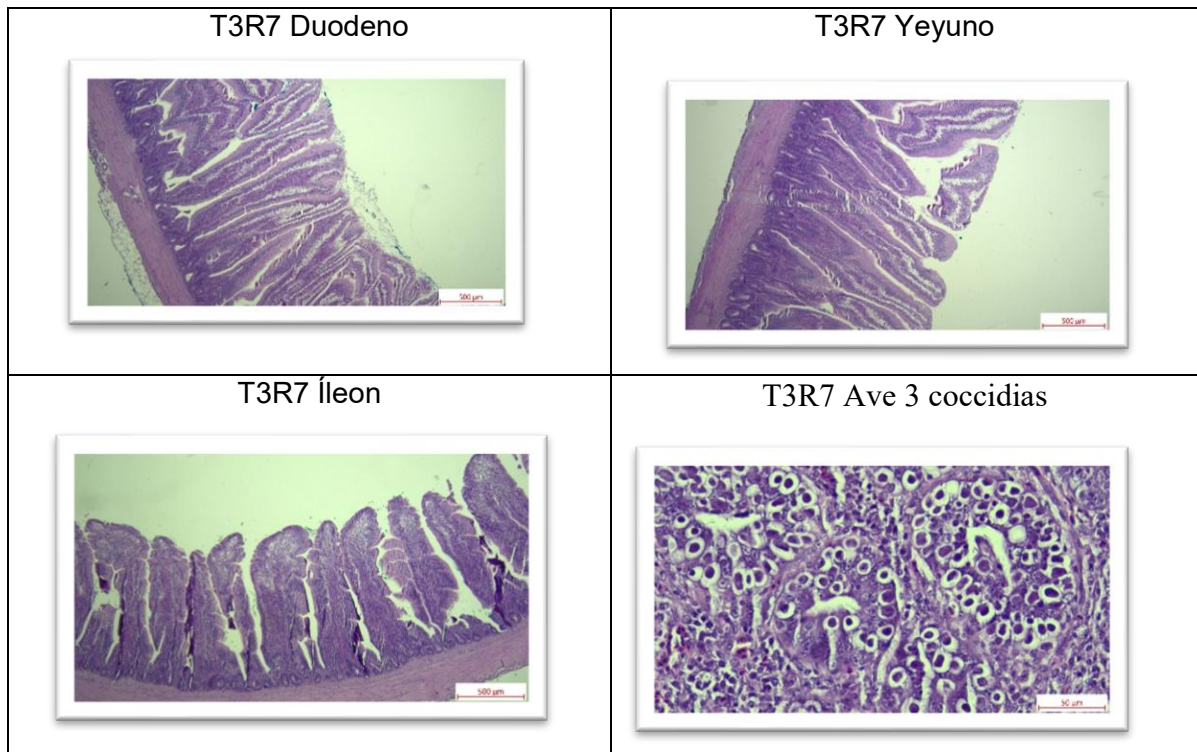 T3R7 Duodeno
T3R7 Yeyuno
500 µm
500 µm
T3R7 Íleon
T3R7 Ave 3 coccidias
500 µm
50 µm